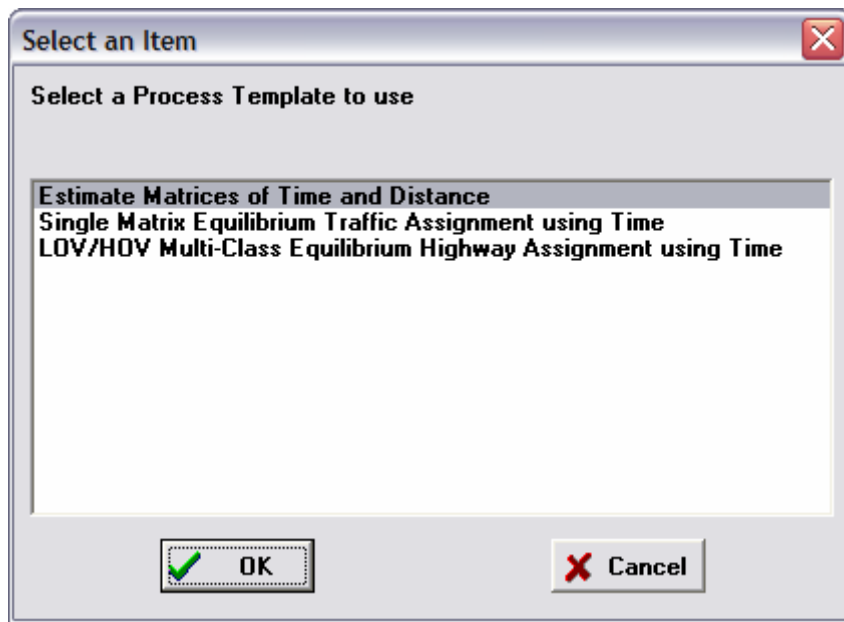 Select an Item
Select a Process Template to use
Estimate Matrices of Time and Distance
Single Matrix Equilibrium Traffic Assignment using Time
LOV/HOV Multi-Class Equilibrium Highway Assignment using Time
OK
Cancel